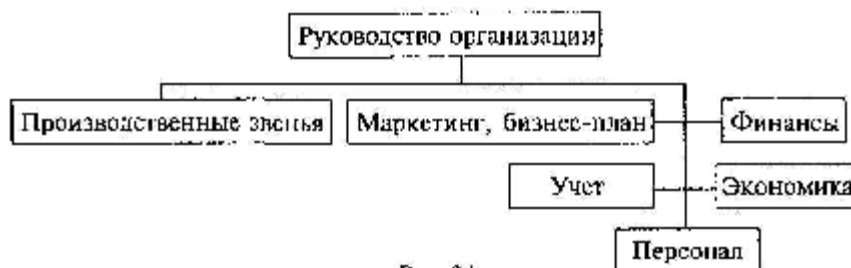 Руководство организации
Производственные звенья
Маркетинг, бизнес-план
Финансы
Учет
Экономика
Персонал